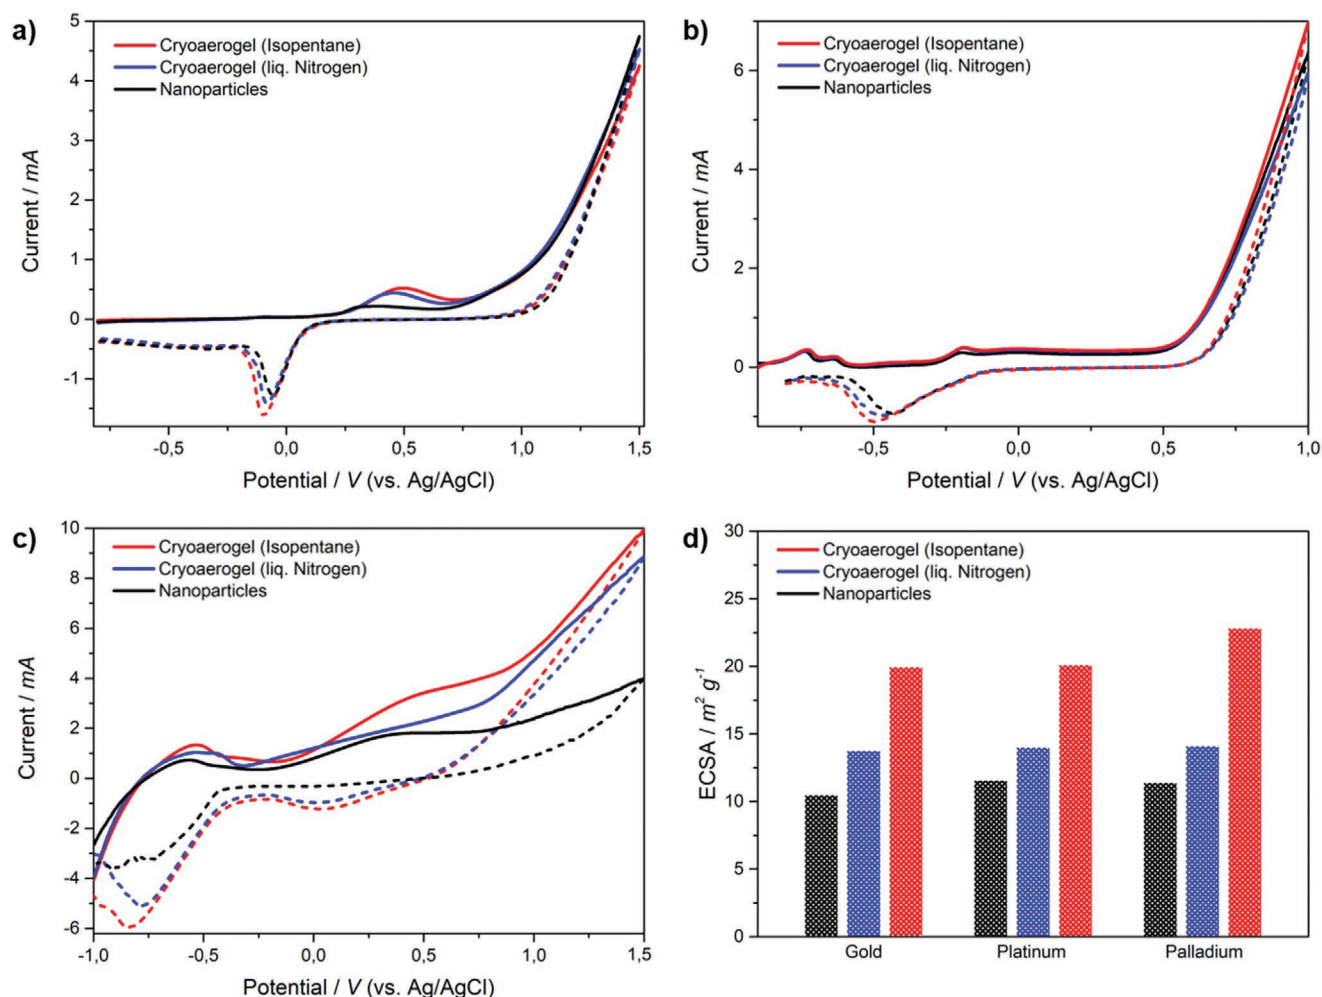 a)
Cryoaerogel (Isopentane)
Cryoaerogel (liq. Nitrogen)
Nanoparticles
Current / mA
5
4
3
2
1
0
-1
-0,5
0,0
0,5
1,0
1,5
Potential / V (vs. Ag/AgCl)
b)
Cryoaerogel (Isopentane)
Cryoaerogel (liq. Nitrogen)
Nanoparticles
Current / mA
6
4
2
0
-0,5
0,0
0,5
1,0
Potential / V (vs. Ag/AgCl)
c)
Cryoaerogel (Isopentane)
Cryoaerogel (liq. Nitrogen)
Nanoparticles
Current / mA
10
8
6
4
2
0
-2
-4
-6
-1,0
-0,5
0,0
0,5
1,0
1,5
Potential / V (vs. Ag/AgCl)
d)
Cryoaerogel (Isopentane)
Cryoaerogel (liq. Nitrogen)
Nanoparticles
ECSA / m² g⁻¹
30
25
20
15
10
5
0
Gold
Platinum
Palladium